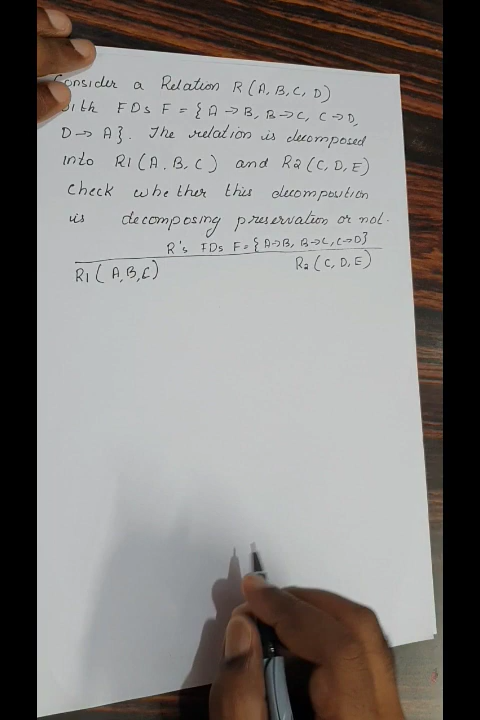 Consider a Relation R (A, B, C, D)
with FDs F = { A → B, B → C, C → D,
D → A }. The relation is decomposed
into R1 (A, B, C) and R2 (C, D, E)
Check whether this decomposition
is decomposing preservation or not.
R's FDs F = { A→B, B→C, C→D }
R1 ( A, B, C ) R2 ( C, D, E )